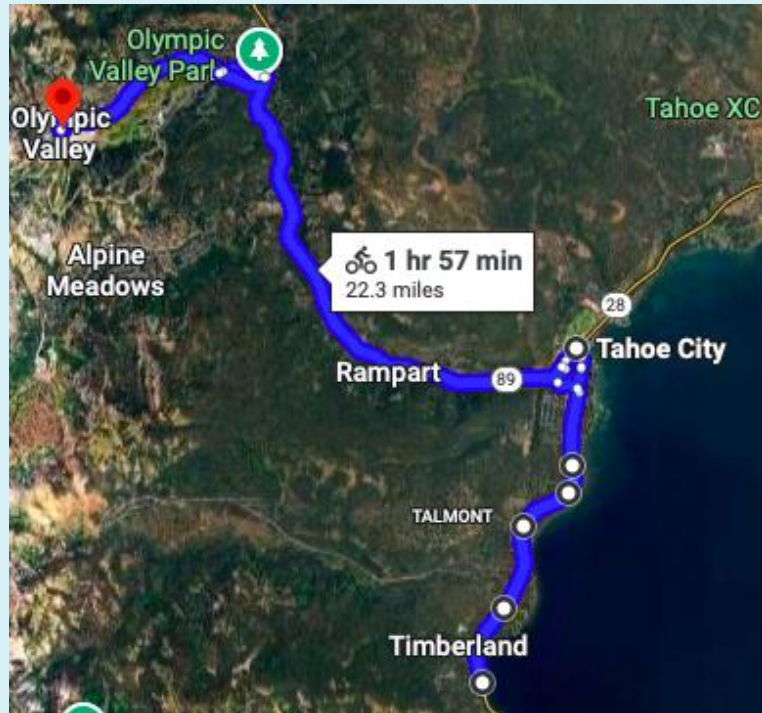 Olympic
Valley Park
Tahoe XC
Olympic
Valley
Alpine
Meadows
1 hr 57 min
22.3 miles
28
Tahoe City
Rampart
89
TALMONT
Timberland